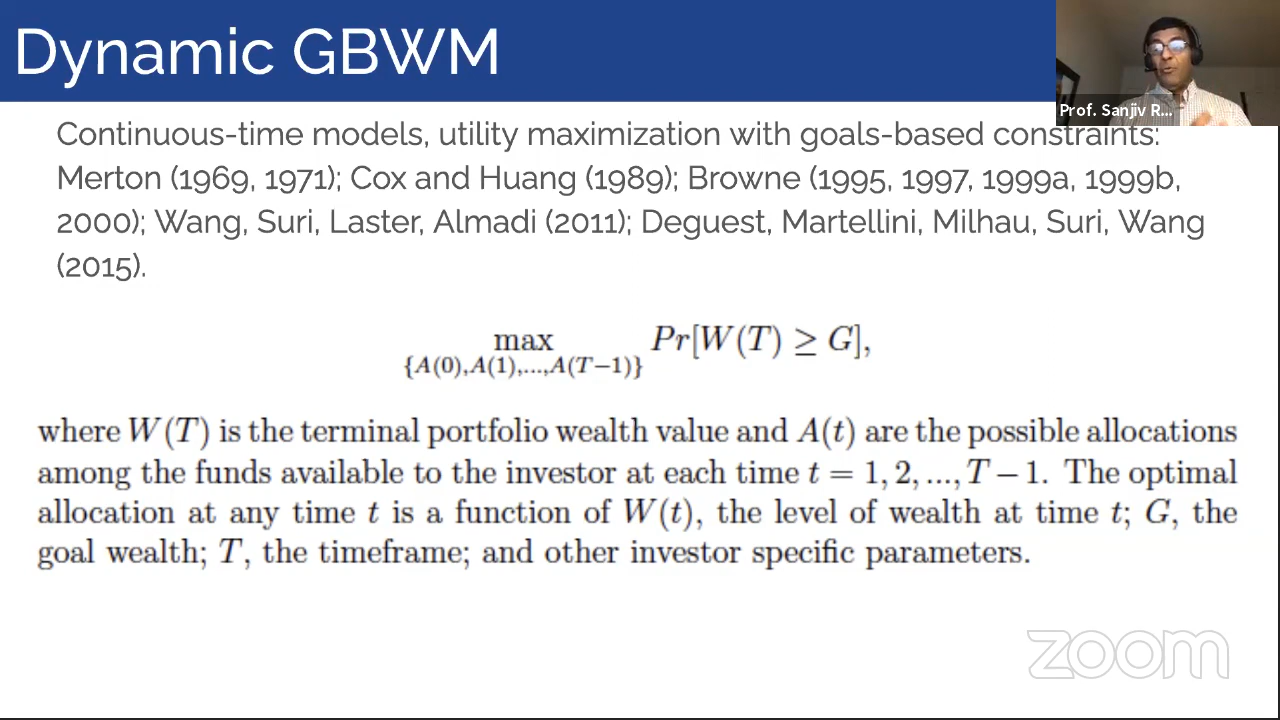 Dynamic GBWM
Prof. Sanjiv R...
Continuous-time models, utility maximization with goals-based constraints:
Merton (1969, 1971); Cox and Huang (1989); Browne (1995, 1997, 1999a, 1999b,
2000); Wang, Suri, Laster, Almadi (2011); Deguest, Martellini, Milhau, Suri, Wang
(2015).
max Pr[W(T) ≥ G],
{A(0),A(1),...,A(T−1)}
where W(T) is the terminal portfolio wealth value and A(t) are the possible allocations
among the funds available to the investor at each time t = 1, 2, ..., T − 1. The optimal
allocation at any time t is a function of W(t), the level of wealth at time t; G, the
goal wealth; T, the timeframe; and other investor specific parameters.
zoom